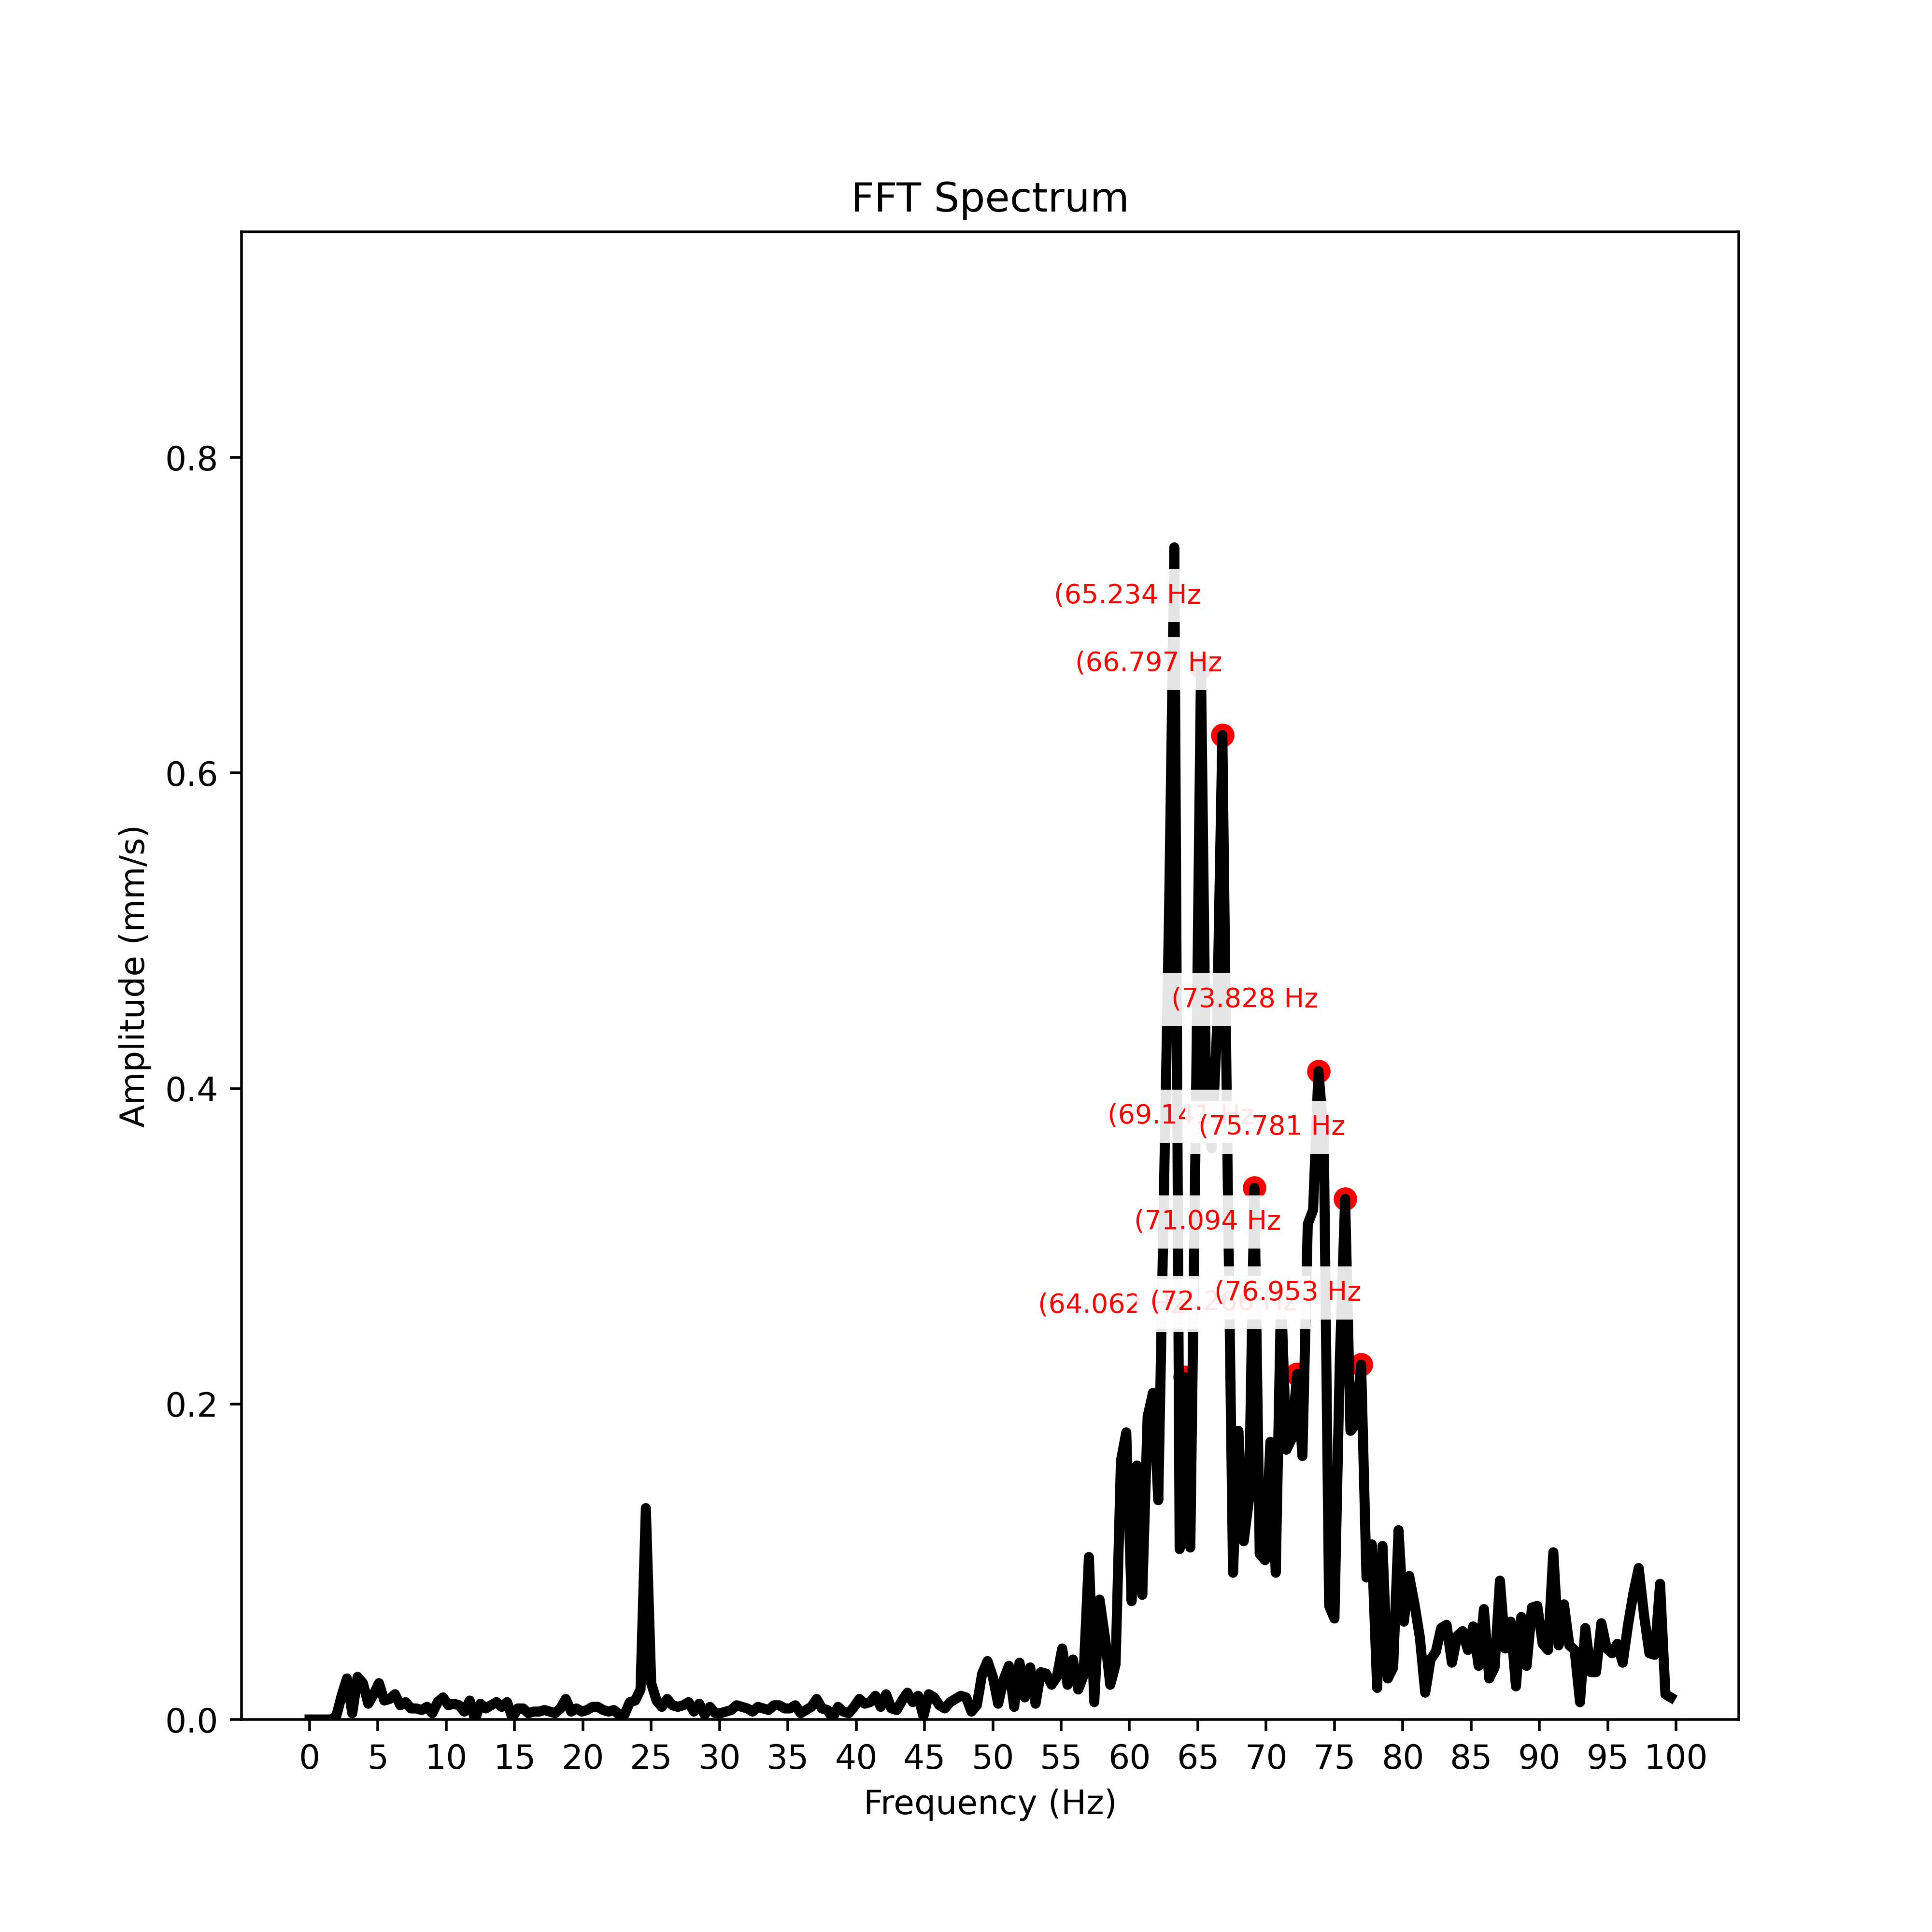 FFT Spectrum
0.8
(65.234 Hz
(66.797 Hz
0.6
(73.828 Hz
0.4
(75.781 Hz
(71.094 Hz
(76.953 Hz
(64.062
0.2
0.0
Amplitude (mm/s)
0 5 10 15 20 25 30 35 40 45 50 55 60 65 70 75 80 85 90 95 100
Frequency (Hz)